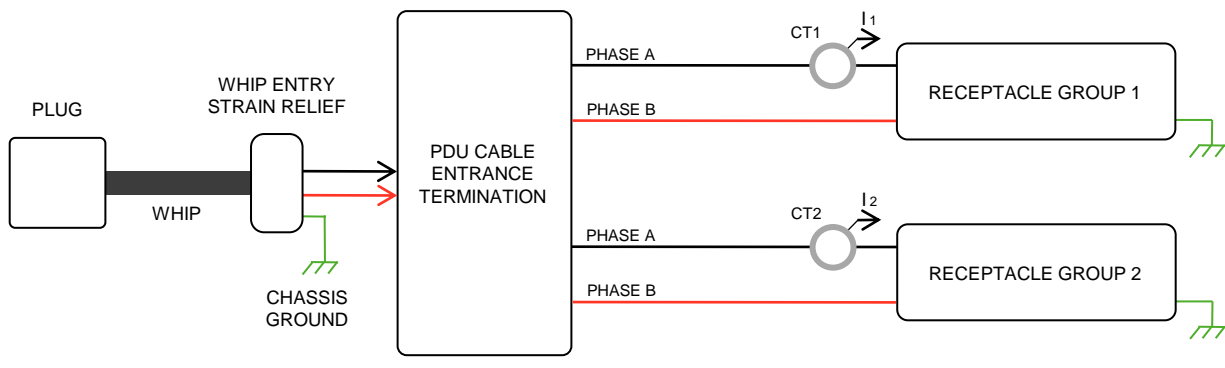 PLUG
WHIP
WHIP ENTRY
STRAIN RELIEF
CHASSIS
GROUND
PDU CABLE
ENTRANCE
TERMINATION
PHASE A
CT1
I1
PHASE B
RECEPTACLE GROUP 1
PHASE A
CT2
I2
PHASE B
RECEPTACLE GROUP 2